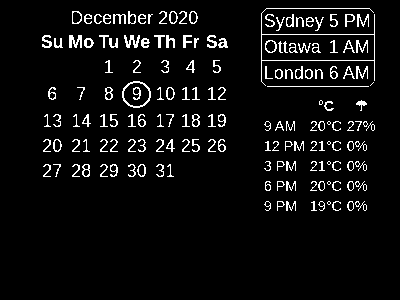 December 2020
Su Mo Tu We Th Fr Sa
1 2 3 4 5
6 7 8 9 10 11 12
13 14 15 16 17 18 19
20 21 22 23 24 25 26
27 28 29 30 31
Sydney 5 PM
Ottawa 1 AM
London 6 AM
°C ☂
9 AM 20°C 27%
12 PM 21°C 0%
3 PM 21°C 0%
6 PM 20°C 0%
9 PM 19°C 0%